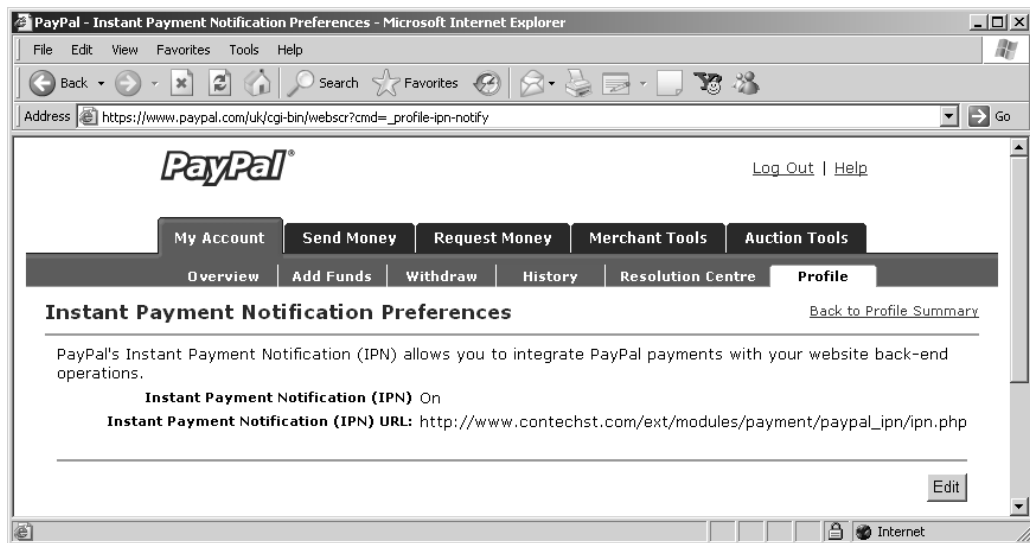 PayPal - Instant Payment Notification Preferences - Microsoft Internet Explorer
File Edit View Favorites Tools Help
Back Search Favorites
Address https://www.paypal.com/uk/cgi-bin/webscr?cmd=_profile-ipn-notify Go
PayPal®
Log Out | Help
My Account Send Money Request Money Merchant Tools Auction Tools
Overview Add Funds Withdraw History Resolution Centre Profile
Instant Payment Notification Preferences Back to Profile Summary
PayPal's Instant Payment Notification (IPN) allows you to integrate PayPal payments with your website back-end
operations.
Instant Payment Notification (IPN) On
Instant Payment Notification (IPN) URL: http://www.contechst.com/ext/modules/payment/paypal_ipn/ipn.php
Edit
Internet